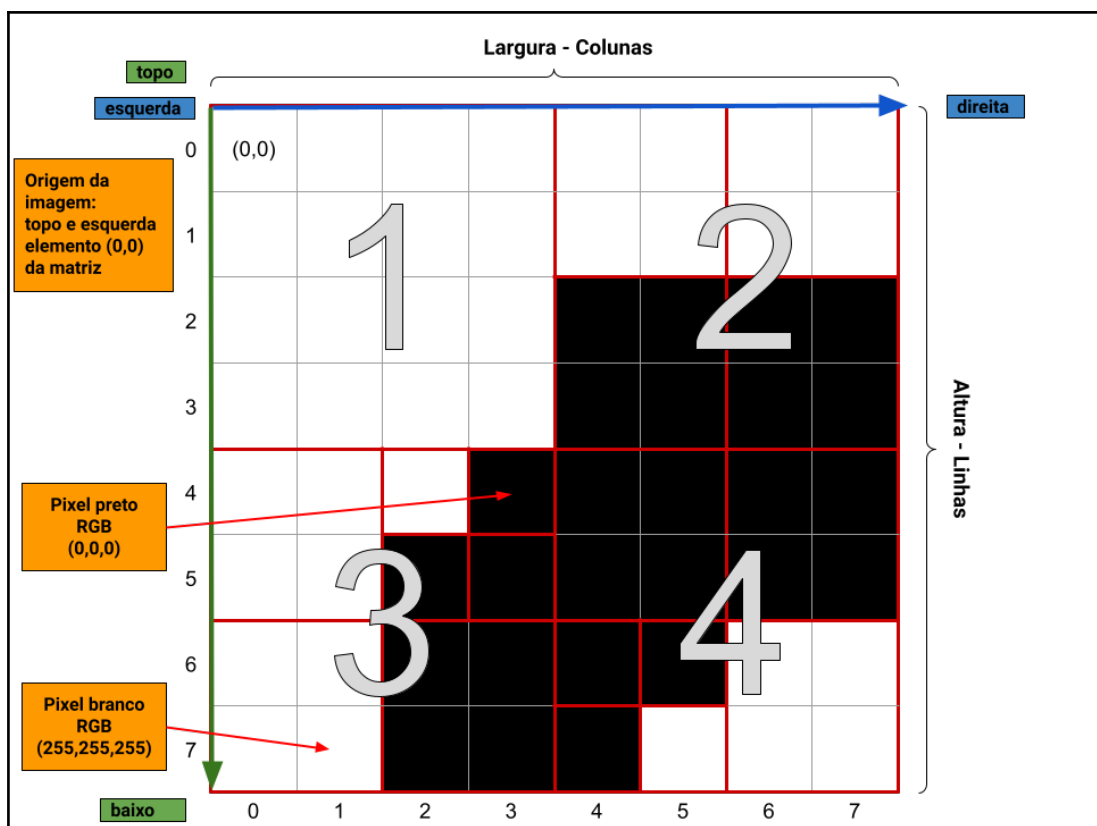 Largura - Colunas
topo
esquerda
direita
0
(0,0)
Origem da
imagem:
topo e esquerda
elemento (0,0)
da matriz
1
1
2
2
3
Altura - Linhas
4
Pixel preto
RGB
(0,0,0)
5
3
4
6
Pixel branco
RGB
(255,255,255)
7
baixo
0 1 2 3 4 5 6 7